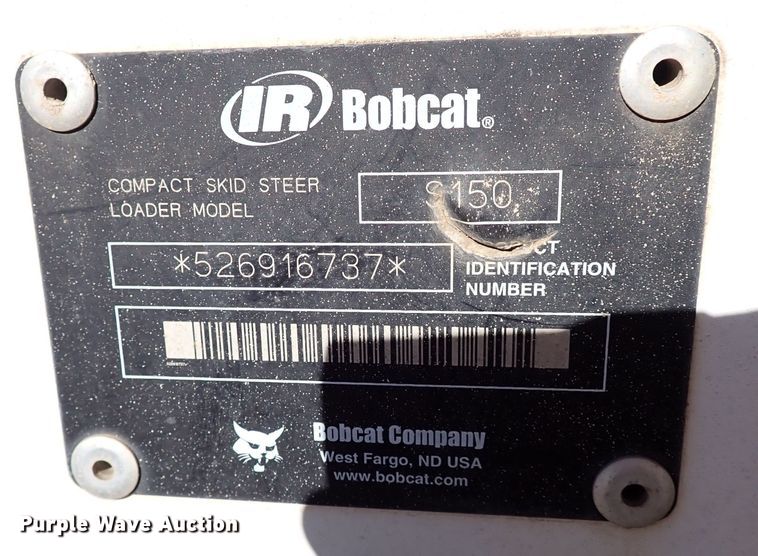 IR Bobcat®
COMPACT SKID STEER
LOADER MODEL
S150
*526916737*
IDENTIFICATION
NUMBER
Bobcat Company
West Fargo, ND USA
www.bobcat.com
Purple Wave Auction